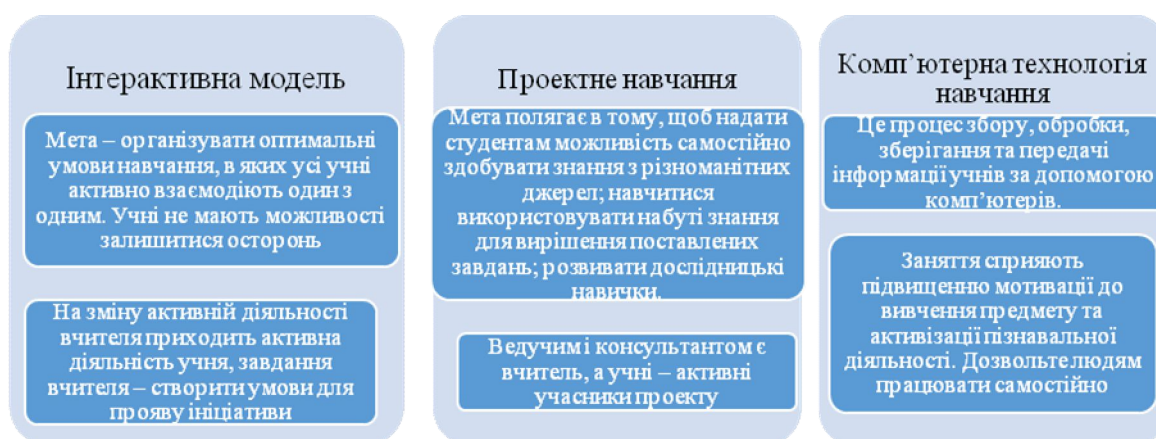 Інтерактивна модель
Мета – організувати оптимальні
умови навчання, в яких усі учні
активно взаємодіють один з
одним. Учні не мають можливості
залишитися осторонь
На зміну активній діяльності
вчителя приходить активна
діяльність учня, завдання
вчителя – створити умови для
прояву ініціативи
Проектне навчання
Мета полягає в тому, щоб надати
студентам можливість самостійно
здобувати знання з різноманітних
джерел; навчитися
використовувати набуті знання
для вирішення поставлених
завдань; розвивати дослідницькі
навички.
Ведучим і консультантом є
вчитель, а учні – активні
учасники проекту
Комп’ютерна технологія
навчання
Це процес збору, обробки,
зберігання та передачі
інформації учнів за допомогою
комп’ютерів.
Заняття сприяють
підвищенню мотивації до
вивчення предмету та
активізації пізнавальної
діяльності. Дозвольте людям
працювати самостійно